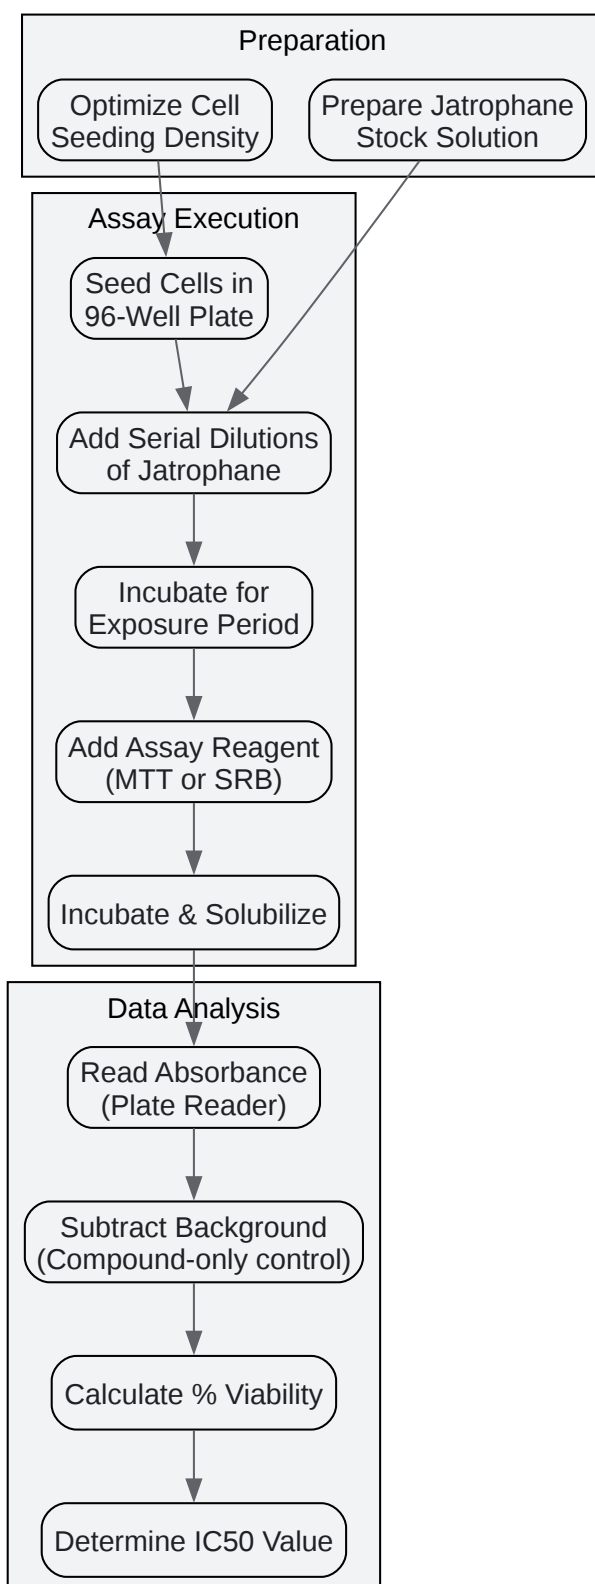 Preparation
Optimize Cell
Seeding Density
Prepare Jatrophane
Stock Solution
Assay Execution
Seed Cells in
96-Well Plate
Add Serial Dilutions
of Jatrophane
Incubate for
Exposure Period
Add Assay Reagent
(MTT or SRB)
Incubate & Solubilize
Data Analysis
Read Absorbance
(Plate Reader)
Subtract Background
(Compound-only control)
Calculate % Viability
Determine IC50 Value